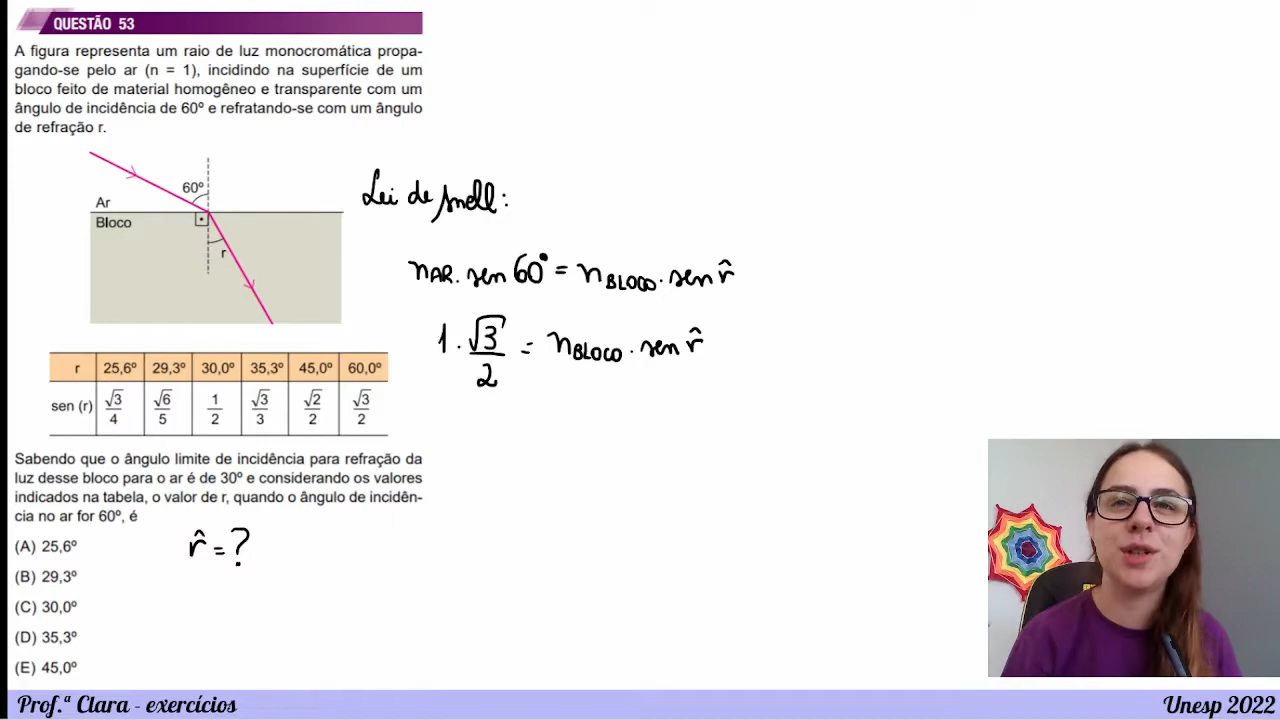 QUESTÃO 53
A figura representa um raio de luz monocromática propa-
gando-se pelo ar (n = 1), incidindo na superfície de um
bloco feito de material homogêneo e transparente com um
ângulo de incidência de 60º e refratando-se com um ângulo
de refração r.
60º
Ar
Bloco
r
Lei de snell:
nAR. sen 60° = nBLOCO. sen r̂
1 . √3/2 = nBLOCO. sen r̂
r 25,6º 29,3º 30,0º 35,3º 45,0º 60,0º
sen (r) √3/4 √6/5 1/2 √3/3 √2/2 √3/2
Sabendo que o ângulo limite de incidência para refração da
luz desse bloco para o ar é de 30º e considerando os valores
indicados na tabela, o valor de r, quando o ângulo de incidên-
cia no ar for 60º, é
(A) 25,6º
r̂ = ?
(B) 29,3º
(C) 30,0º
(D) 35,3º
(E) 45,0º
Prof.ª Clara - exercícios
Unesp 2022